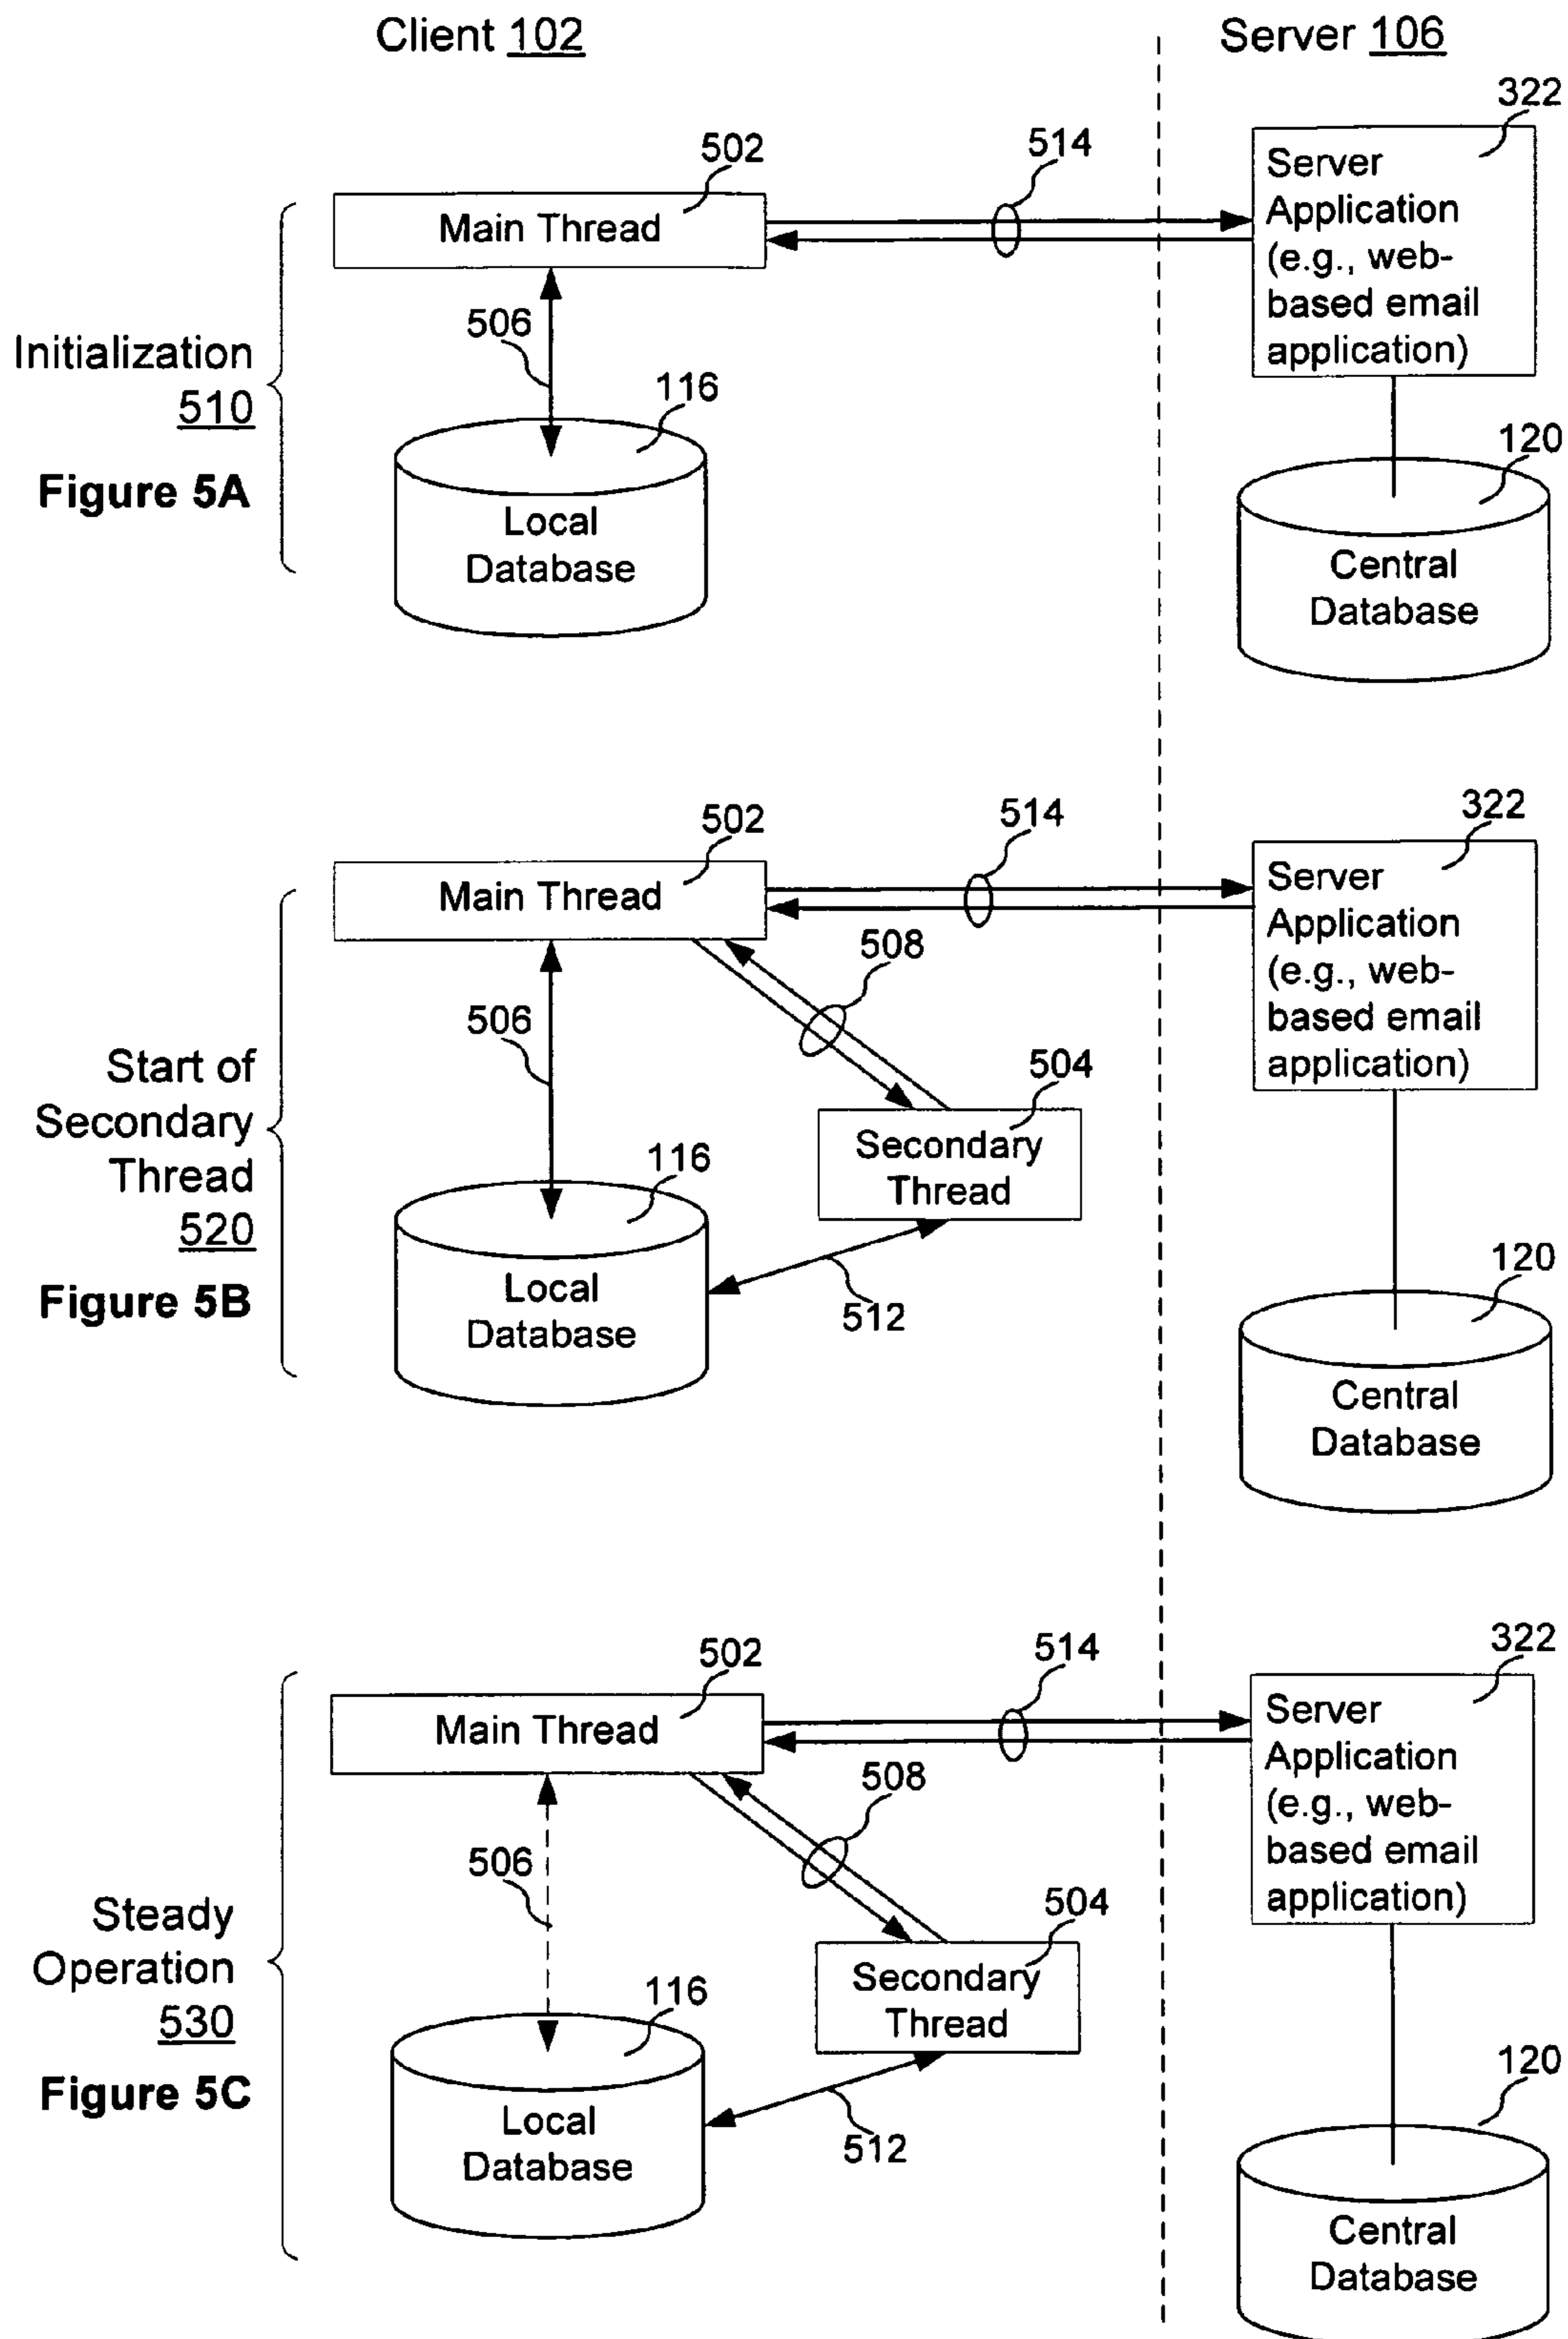 Client 102
Server 106
322
514
502
Main Thread
Server
Application
(e.g., web-
based email
application)
506
Initialization
510
116
120
Figure 5A
Local
Database
Central
Database
502
514
322
Main Thread
Server
Application
(e.g., web-
based email
application)
508
506
504
Start of
Secondary
Thread
520
Secondary
Thread
116
120
Figure 5B
Local
Database
512
Central
Database
502
514
322
Main Thread
Server
Application
(e.g., web-
based email
application)
508
506
504
Steady
Operation
530
Secondary
Thread
116
120
Figure 5C
Local
Database
512
Central
Database